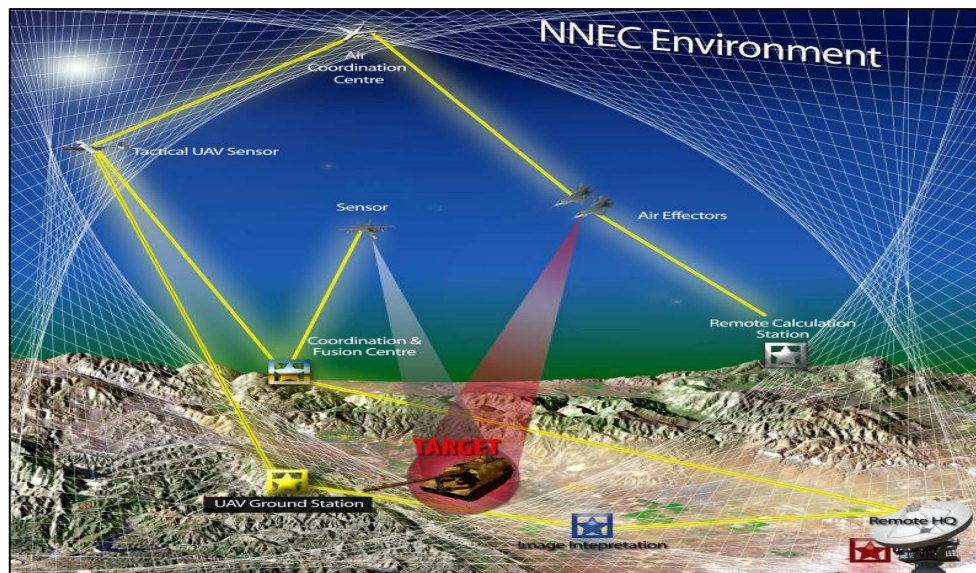 NNEC Environment
Air
Coordination
Centre
Tactical UAV Sensor
Sensor
Air Effectors
Remote Calculation
Station
Coordination &
Fusion Centre
TARGET
UAV Ground Station
Remote HQ
Image Intepretation